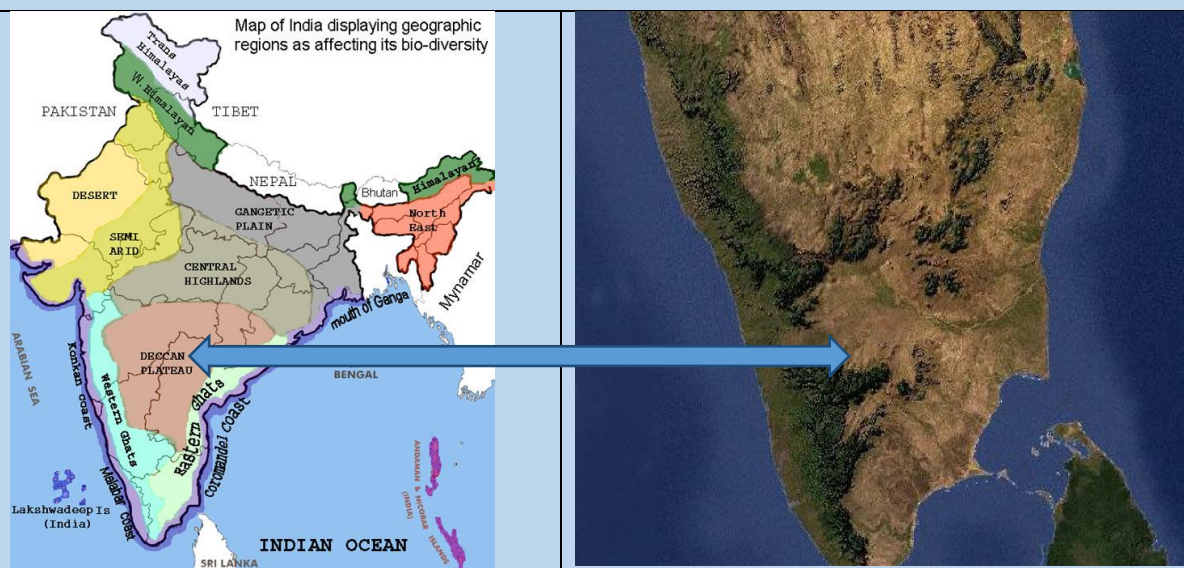 Map of India displaying geographic
regions as affecting its bio-diversity
Trans
Himalayas
W. Himalayan
PAKISTAN
TIBET
NEPAL
Bhutan
Himalayan
DESERT
GANGETIC
PLAIN
North
East
SEMI
ARID
CENTRAL
HIGHLANDS
Mynamar
mouth of Ganga
ARABIAN SEA
Konkan coast
DECCAN
PLATEAU
BENGAL
Western Ghats
Eastern Ghats
coromandel coast
Malabar coast
Lakshwadeep Is
(India)
ANDAMAN & NICOBAR ISLANDS
(INDIA)
INDIAN OCEAN
SRI LANKA